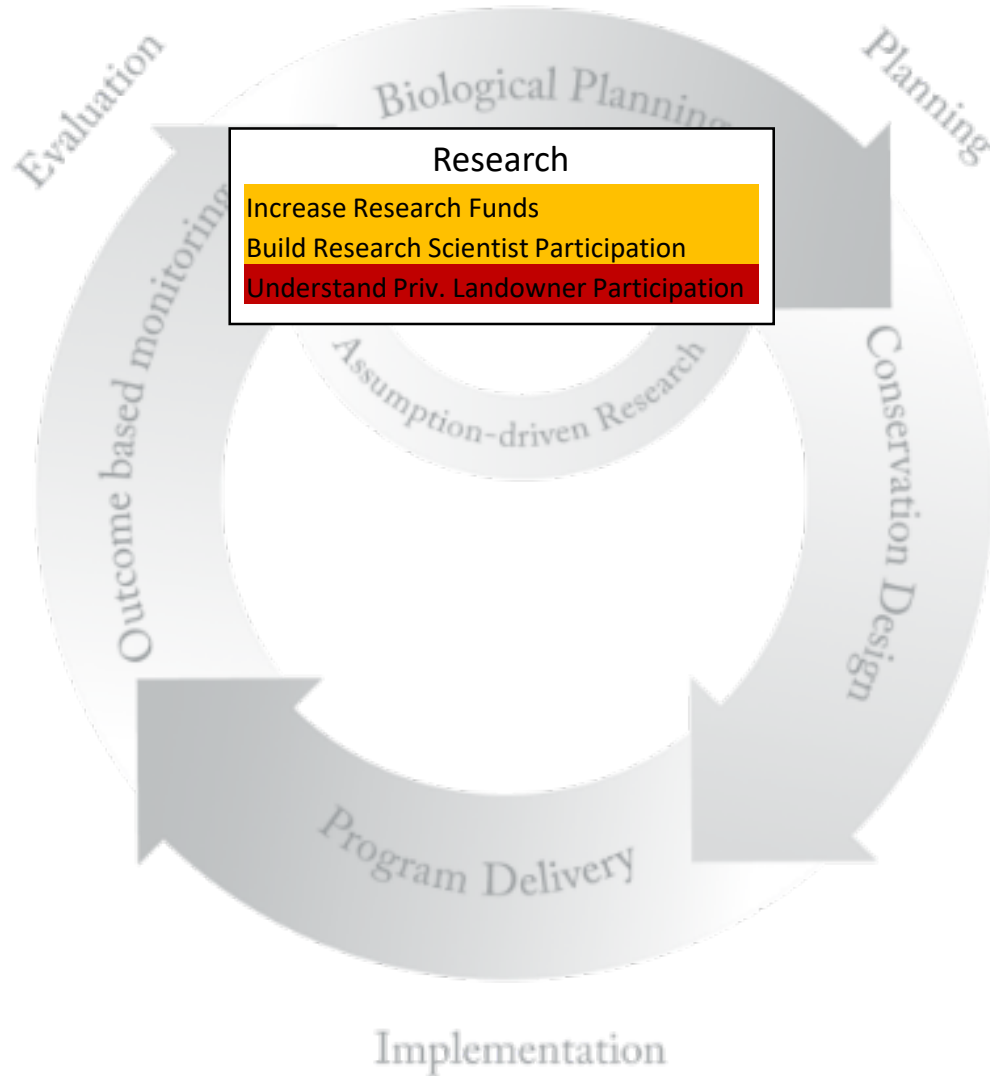 Evaluation
Planning
Biological Planning
Research
Increase Research Funds
Build Research Scientist Participation
Understand Priv. Landowner Participation
Assumption-driven Research
Outcome based monitoring
Conservation Design
Program Delivery
Implementation